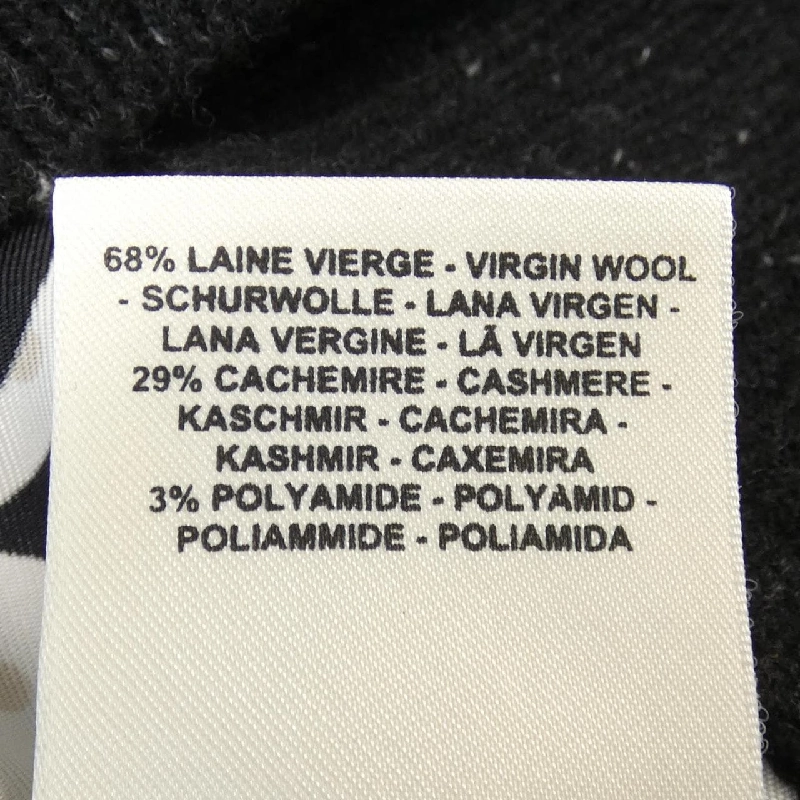 68% LAINE VIERGE - VIRGIN WOOL
- SCHURWOLLE - LANA VIRGEN -
LANA VERGINE - LÃ VIRGEN
29% CACHEMIRE - CASHMERE -
KASCHMIR - CACHEMIRA -
KASHMIR - CAXEMIRA
3% POLYAMIDE - POLYAMID -
POLIAMMIDE - POLIAMIDA